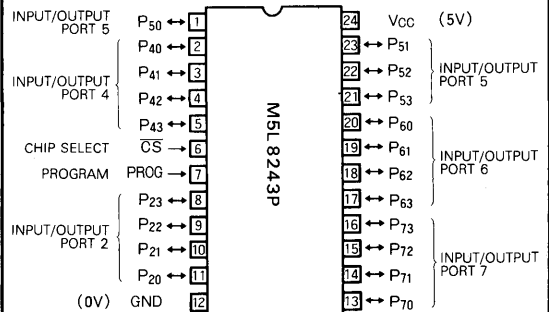 INPUT/OUTPUT
PORT 5
P50 ↔ 1
P40 ↔ 2
INPUT/OUTPUT
PORT 4
P41 ↔ 3
P42 ↔ 4
P43 ↔ 5
CHIP SELECT C̅S̅ → 6
PROGRAM PROG → 7
P23 ↔ 8
INPUT/OUTPUT
PORT 2
P22 ↔ 9
P21 ↔ 10
P20 ↔ 11
(0V) GND 12
M5L8243P
24 VCC (5V)
23 ↔ P51
22 ↔ P52
INPUT/OUTPUT
PORT 5
21 ↔ P53
20 ↔ P60
19 ↔ P61
INPUT/OUTPUT
PORT 6
18 ↔ P62
17 ↔ P63
16 ↔ P73
15 ↔ P72
INPUT/OUTPUT
PORT 7
14 ↔ P71
13 ↔ P70